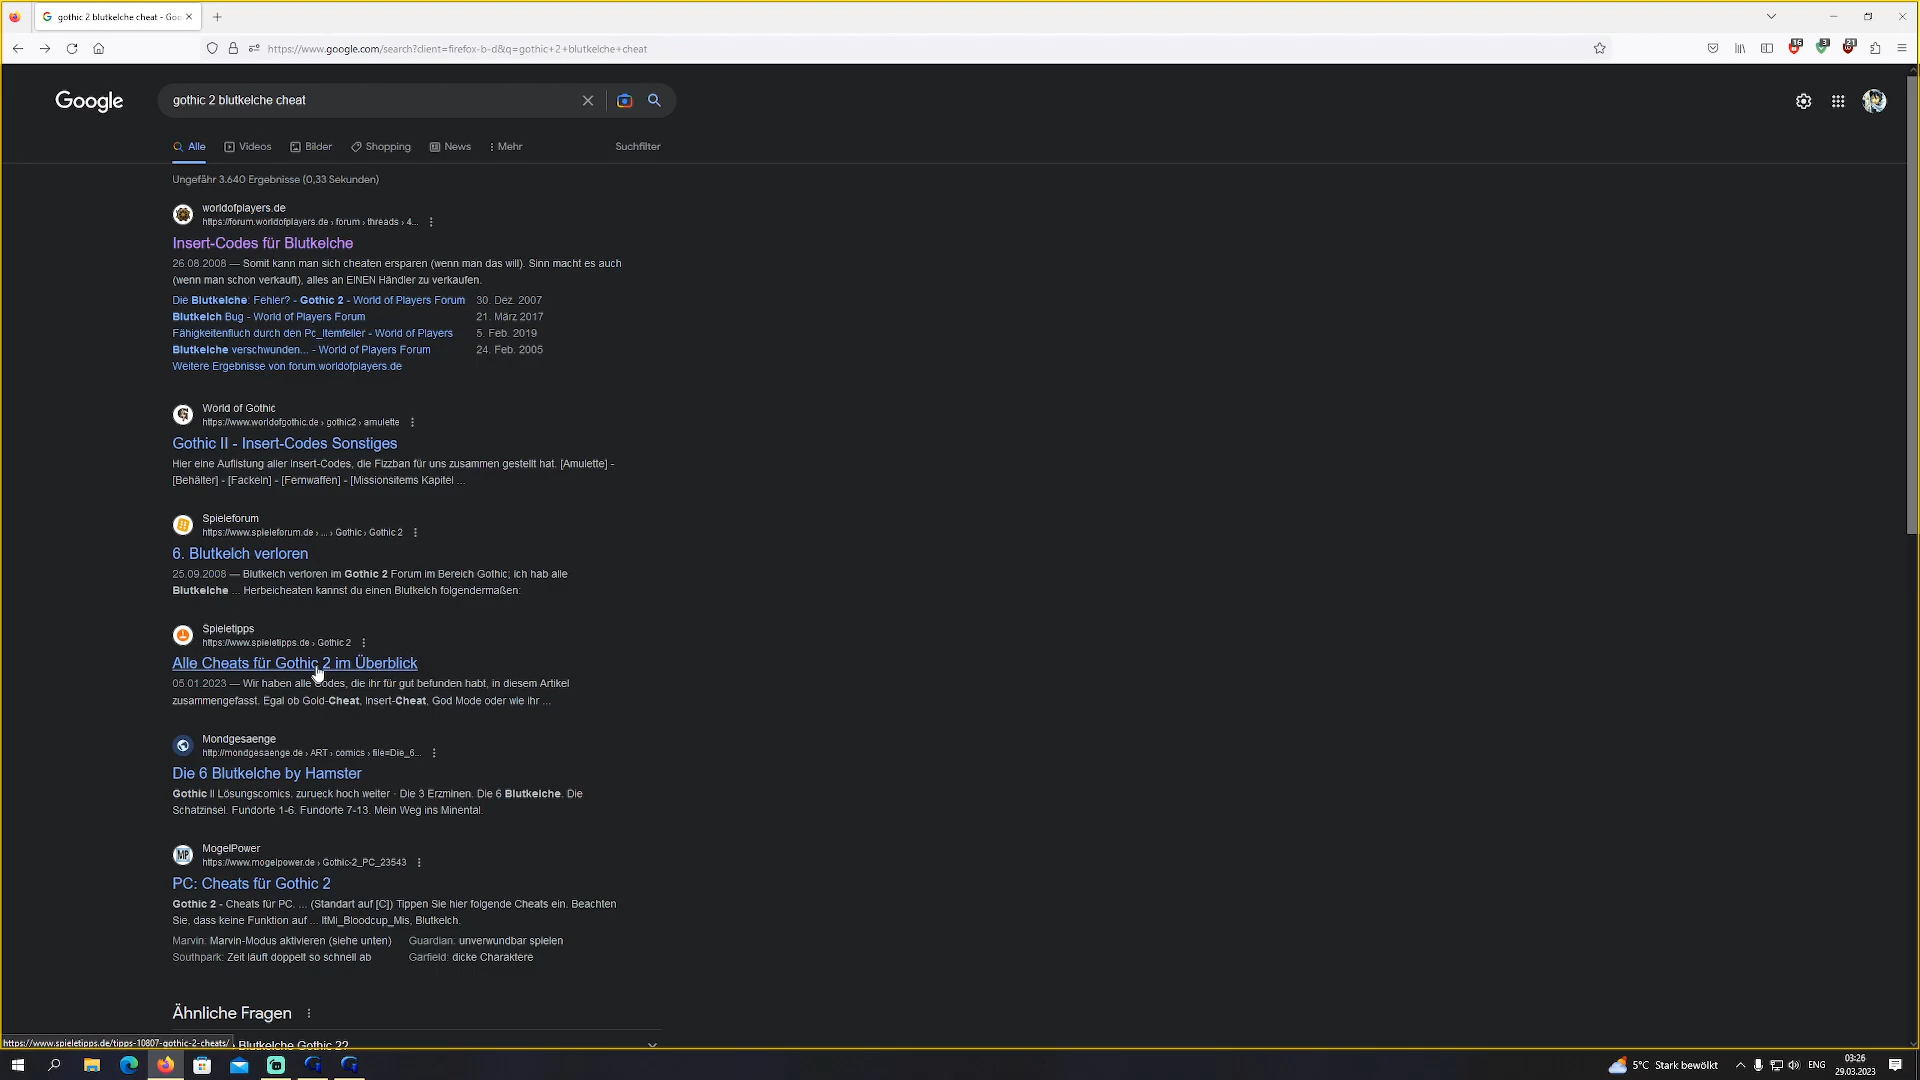 gothic 2 blutkelche cheat - Goo
https://www.google.com/search?client=firefox-b-d&q=gothic+2+blutkelche+cheat
16
3
21
Google
gothic 2 blutkelche cheat
Alle
Videos
Bilder
Shopping
News
Mehr
Suchfilter
Ungefähr 3.640 Ergebnisse (0,33 Sekunden)
worldofplayers.de
https://forum.worldofplayers.de › forum › threads › 4...
Insert-Codes für Blutkelche
26.08.2008 — Somit kann man sich cheaten ersparen (wenn man das will). Sinn macht es auch
(wenn man schon verkauft), alles an EINEN Händler zu verkaufen.
Die Blutkelche: Fehler? - Gothic 2 - World of Players Forum 30. Dez. 2007
Blutkelch Bug - World of Players Forum 21. März 2017
Fähigkeitenfluch durch den Pc_Itemfeller - World of Players 5. Feb. 2019
Blutkelche verschwunden... - World of Players Forum 24. Feb. 2005
Weitere Ergebnisse von forum.worldofplayers.de
World of Gothic
https://www.worldofgothic.de › gothic2 › amulette
Gothic II - Insert-Codes Sonstiges
Hier eine Auflistung aller Insert-Codes, die Fizzban für uns zusammen gestellt hat. [Amulette] -
[Behälter] - [Fackeln] - [Fernwaffen] - [Missionsitems Kapitel ...
Spieleforum
https://www.spieleforum.de › ... › Gothic › Gothic 2
6. Blutkelch verloren
25.09.2008 — Blutkelch verloren im Gothic 2 Forum im Bereich Gothic; ich hab alle
Blutkelche ... Herbeicheaten kannst du einen Blutkelch folgendermaßen:
Spieletipps
https://www.spieletipps.de › Gothic 2
Alle Cheats für Gothic 2 im Überblick
05.01.2023 — Wir haben alle Codes, die ihr für gut befunden habt, in diesem Artikel
zusammengefasst. Egal ob Gold-Cheat, Insert-Cheat, God Mode oder wie ihr ...
Mondgesaenge
http://mondgesaenge.de › ART › comics › file=Die_6...
Die 6 Blutkelche by Hamster
Gothic II Lösungscomics. zurueck hoch weiter · Die 3 Erzminen. Die 6 Blutkelche. Die
Schatzinsel. Fundorte 1-6. Fundorte 7-13. Mein Weg ins Minental.
MogelPower
https://www.mogelpower.de › Gothic-2_PC_23543
PC: Cheats für Gothic 2
Gothic 2 - Cheats für PC. ... (Standart auf [C]) Tippen Sie hier folgende Cheats ein. Beachten
Sie, dass keine Funktion auf ... ItMi_Bloodcup_Mis, Blutkelch.
Marvin: Marvin-Modus aktivieren (siehe unten) Guardian: unverwundbar spielen
Southpark: Zeit läuft doppelt so schnell ab Garfield: dicke Charaktere
Ähnliche Fragen
Blutkelche Gothic 2?
https://www.spieletipps.de/tipps-10807-gothic-2-cheats/
5°C Stark bewölkt
ENG
03:26
29.03.2023